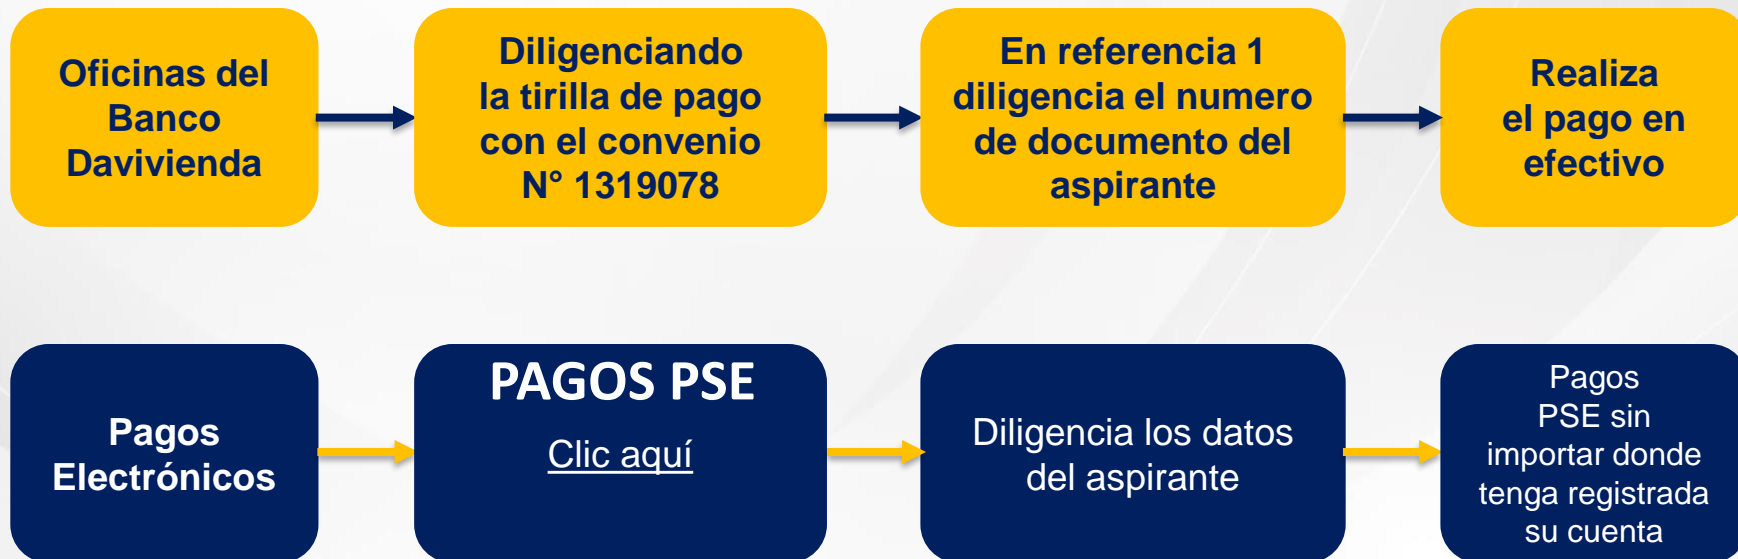 Oficinas del
Banco
Davivienda
Diligenciando
la tirilla de pago
con el convenio
N° 1319078
En referencia 1
diligencia el numero
de documento del
aspirante
Realiza
el pago en
efectivo
Pagos
Electrónicos
PAGOS PSE
Clic aquí
Diligencia los datos
del aspirante
Pagos
PSE sin
importar donde
tenga registrada
su cuenta